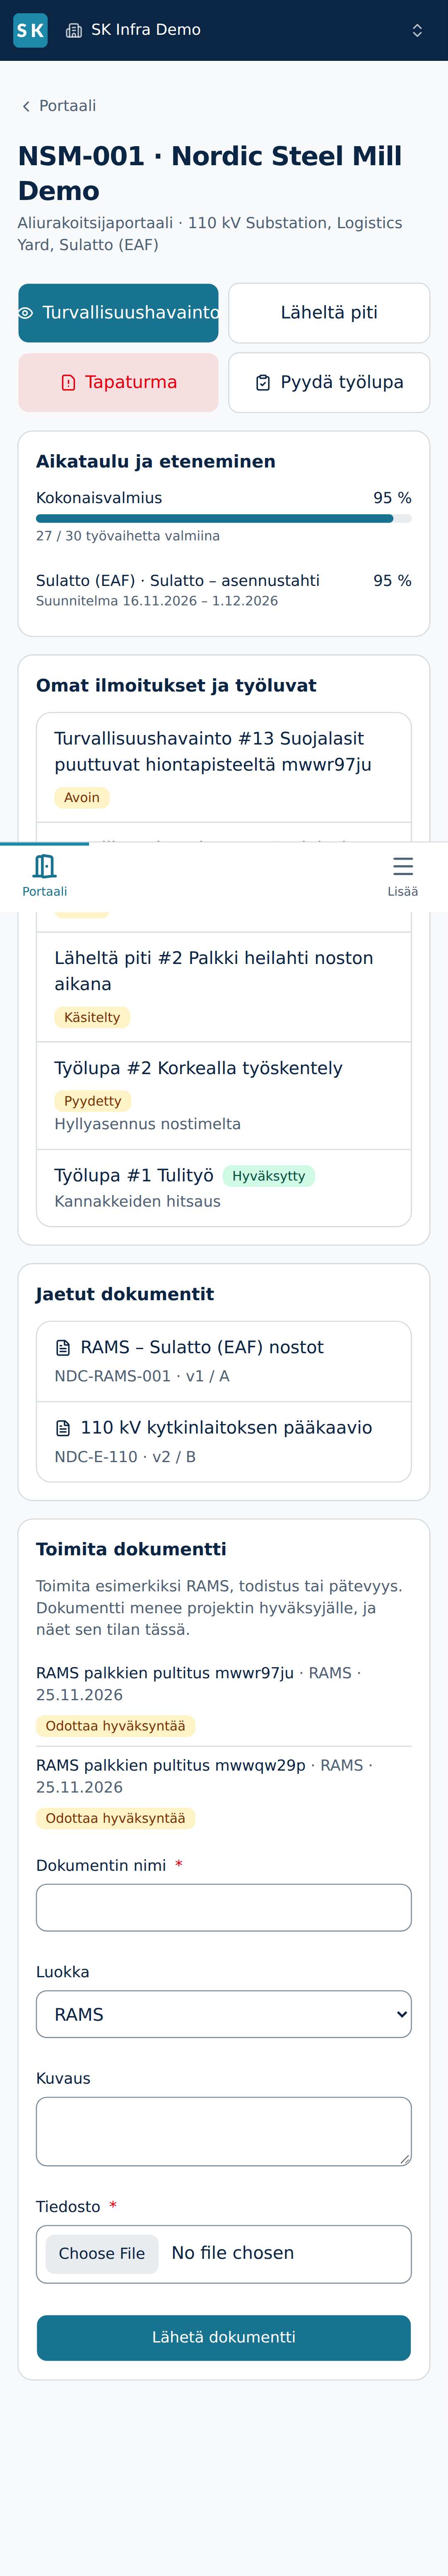 SK SK Infra Demo
Portaali
NSM-001 · Nordic Steel Mill
Demo
Aliurakoitsijaportaali · 110 kV Substation, Logistics
Yard, Sulatto (EAF)
Turvallisuushavainto
Läheltä piti
Tapaturma
Pyydä työlupa
Aikataulu ja eteneminen
Kokonaisvalmius 95 %
27 / 30 työvaihetta valmiina
Sulatto (EAF) · Sulatto – asennustahti 95 %
Suunnitelma 16.11.2026 – 1.12.2026
Omat ilmoitukset ja työluvat
Turvallisuushavainto #13 Suojalasit
puuttuvat hiontapisteeltä mwwr97ju
Avoin
Portaali
Lisää
Läheltä piti #2 Palkki heilahti noston
aikana
Käsitelty
Työlupa #2 Korkealla työskentely
Pyydetty
Hyllyasennus nostimelta
Työlupa #1 Tulityö Hyväksytty
Kannakkeiden hitsaus
Jaetut dokumentit
RAMS – Sulatto (EAF) nostot
NDC-RAMS-001 · v1 / A
110 kV kytkinlaitoksen pääkaavio
NDC-E-110 · v2 / B
Toimita dokumentti
Toimita esimerkiksi RAMS, todistus tai pätevyys.
Dokumentti menee projektin hyväksyjälle, ja
näet sen tilan tässä.
RAMS palkkien pultitus mwwr97ju · RAMS ·
25.11.2026
Odottaa hyväksyntää
RAMS palkkien pultitus mwwqw29p · RAMS ·
25.11.2026
Odottaa hyväksyntää
Dokumentin nimi *
Luokka
RAMS
Kuvaus
Tiedosto *
Choose File No file chosen
Lähetä dokumentti